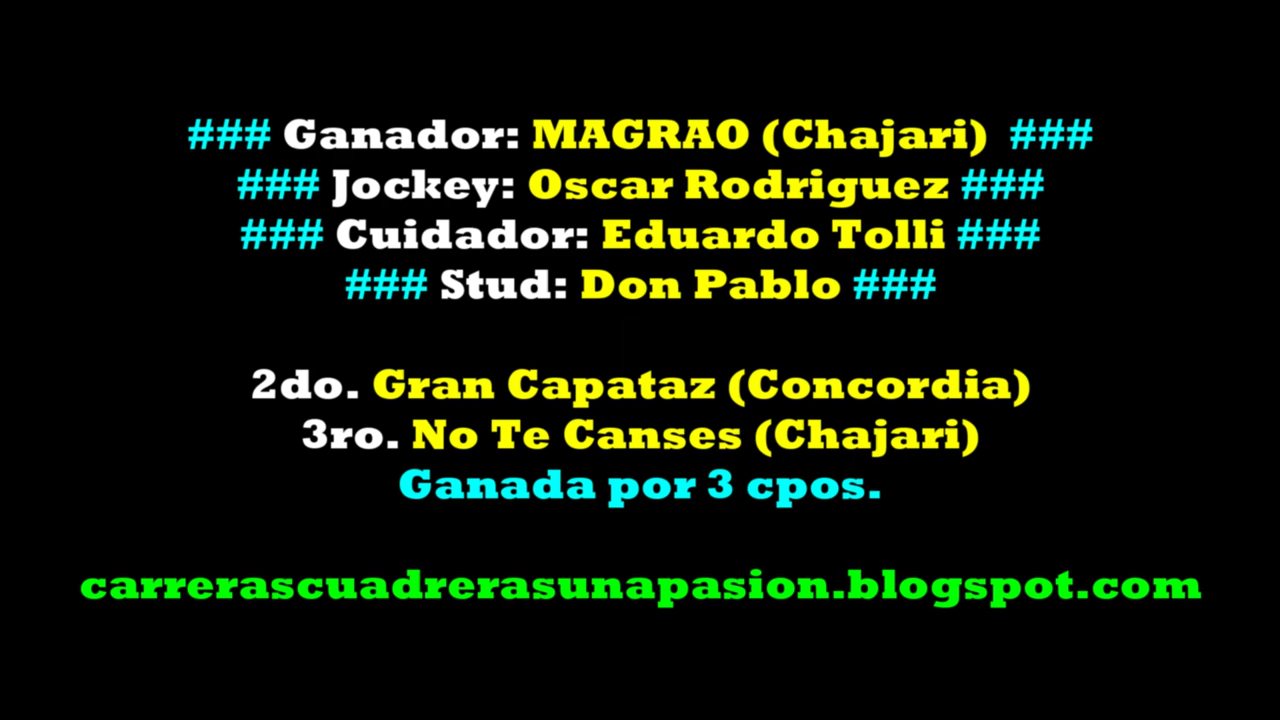 ### Ganador: MAGRAO (Chajari) ###
### Jockey: Oscar Rodriguez ###
### Cuidador: Eduardo Tolli ###
### Stud: Don Pablo ###
2do. Gran Capataz (Concordia)
3ro. No Te Canses (Chajari)
Ganada por 3 cpos.
carrerascuadrerasunapasion.blogspot.com